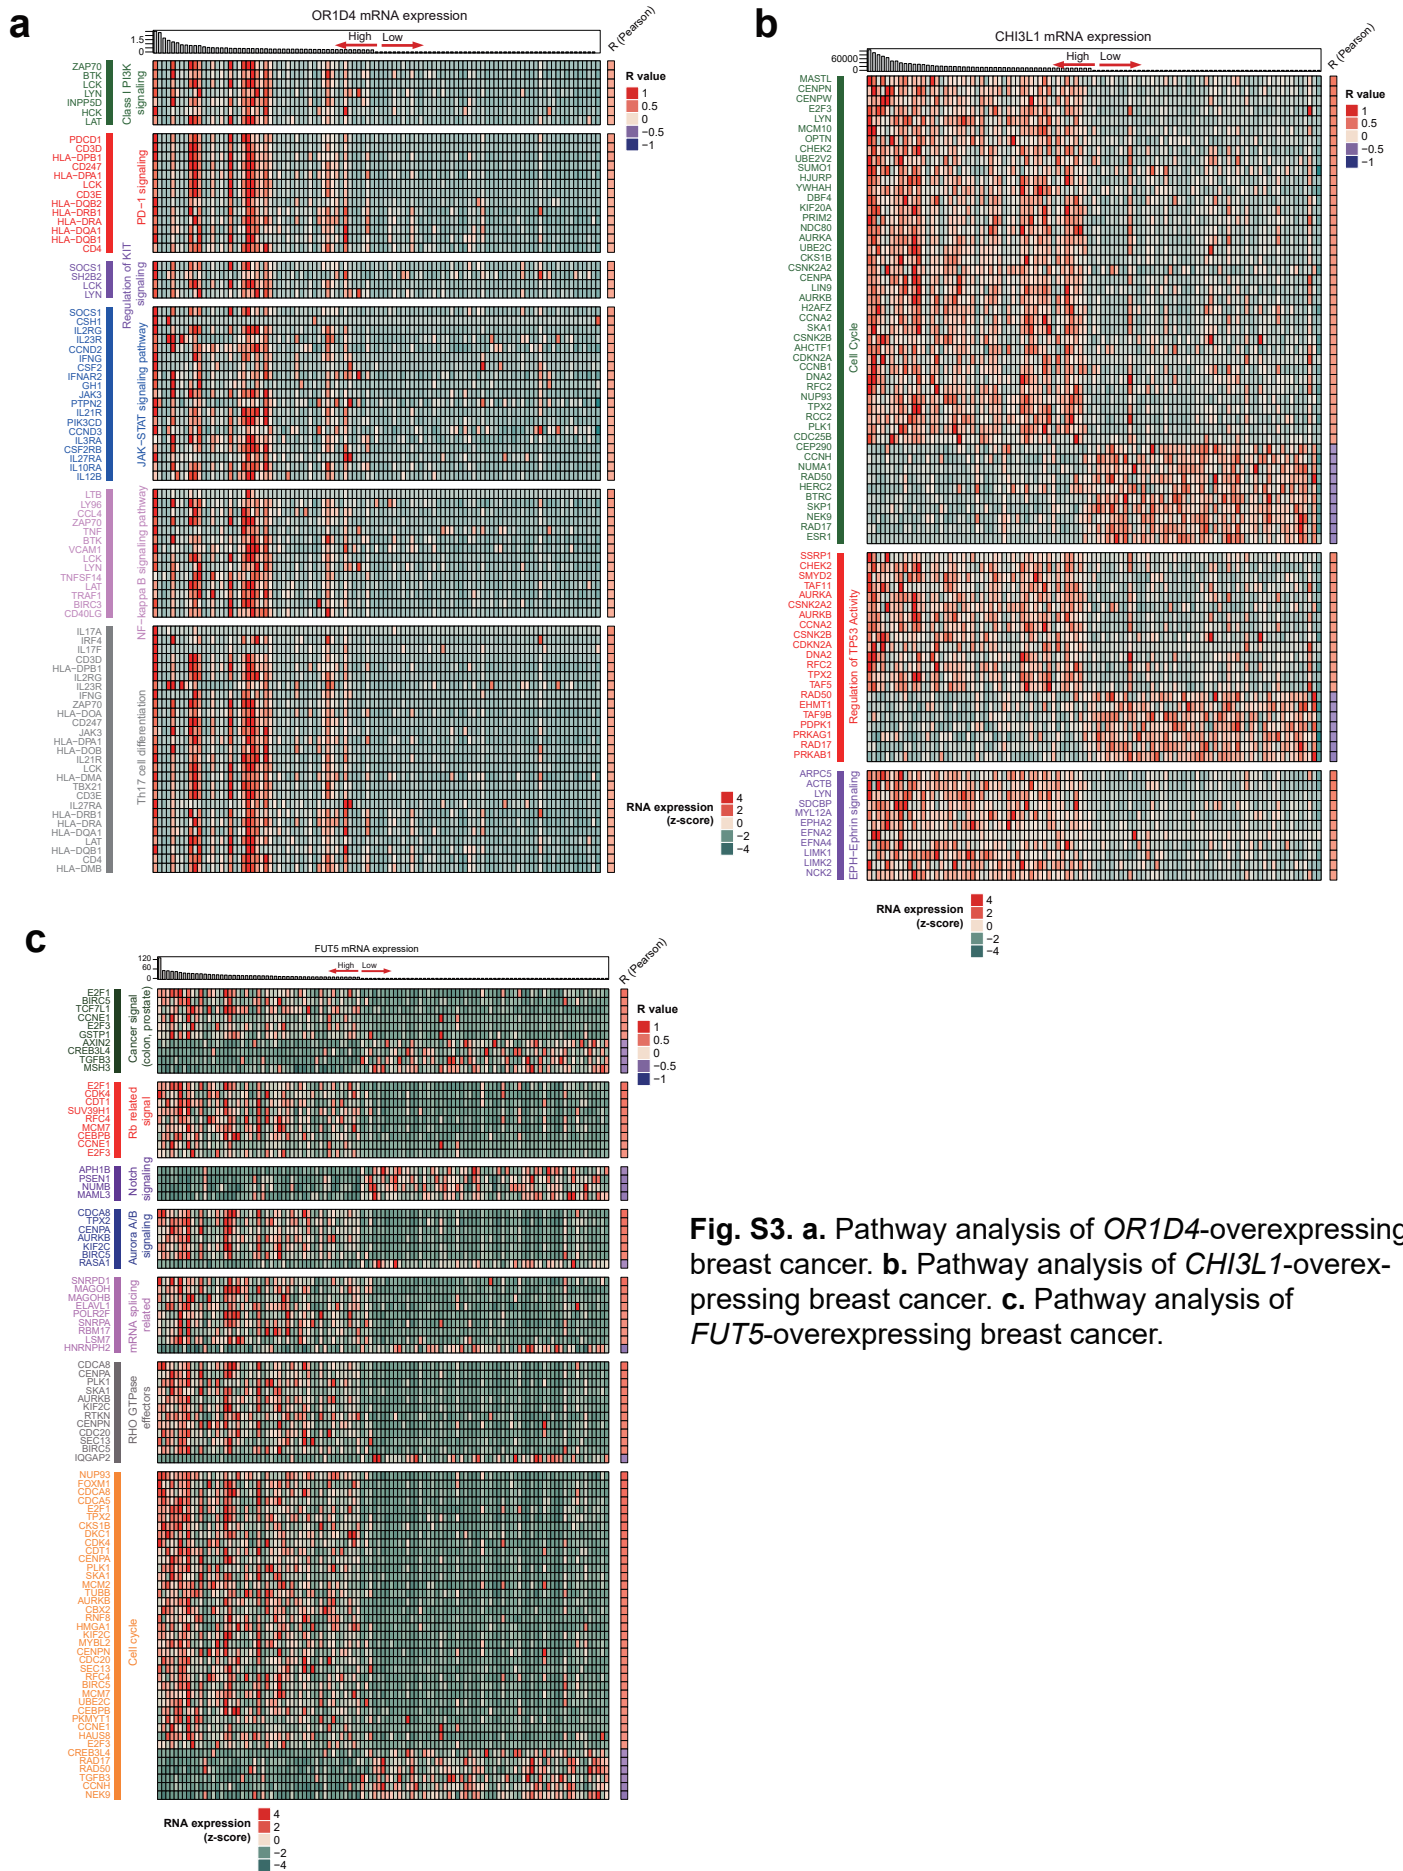 a
OR1D4 mRNA expression
High
Low
1.5
0
R (Pearson)
ZAP70
BTK
LCK
LYN
INPP5D
HCK
LAT
Class I PI3K
signaling
PDCD1
CD3D
HLA−DPB1
CD247
HLA−DPA1
LCK
CD3E
HLA−DQB2
HLA−DRB1
HLA−DRA
HLA−DQA1
HLA−DQB1
CD4
PD−1 signaling
SOCS1
SH2B2
LCK
LYN
Regulation of KIT
signaling
SOCS1
CSH1
IL2RG
IL23R
CCND2
IFNG
CSF2
IFNAR2
GH1
JAK3
PTPN2
IL21R
PIK3CD
CCND3
IL3RA
CSF2RB
IL27RA
IL10RA
IL12B
JAK−STAT signaling pathway
LTB
LY96
CCL4
ZAP70
TNF
BTK
VCAM1
LCK
LYN
TNFSF14
LAT
TRAF1
BIRC3
CD40LG
NF−kappa B signaling pathway
IL17A
IRF4
IL17F
CD3D
HLA−DPB1
IL2RG
IL23R
IFNG
ZAP70
HLA−DOA
CD247
JAK3
HLA−DPA1
HLA−DOB
IL21R
LCK
HLA−DMA
TBX21
CD3E
IL27RA
HLA−DRB1
HLA−DRA
HLA−DQA1
LAT
HLA−DQB1
CD4
HLA−DMB
Th17 cell differentiation
R value
1
0.5
0
−0.5
−1
RNA expression
(z−score)
4
2
0
−2
−4
b
CHI3L1 mRNA expression
High
Low
60000
0
R (Pearson)
MASTL
CENPN
CENPW
E2F3
LYN
MCM10
OPTN
CHEK2
UBE2V2
SUMO1
HJURP
YWHAH
DBF4
KIF20A
PRIM2
NDC80
AURKA
UBE2C
CKS1B
CSNK2A2
CENPA
LIN9
AURKB
H2AFZ
CCNA2
SKA1
CSNK2B
AHCTF1
CDKN2A
CCNB1
DNA2
RFC2
NUP93
TPX2
RCC2
PLK1
CDC25B
CEP290
CCNH
NUMA1
RAD50
HERC2
BTRC
SKP1
NEK9
RAD17
ESR1
Cell Cycle
SSRP1
CHEK2
SMYD2
TAF11
AURKA
CSNK2A2
AURKB
CCNA2
CSNK2B
CDKN2A
DNA2
RFC2
TPX2
TAF5
RAD50
EHMT1
TAF9B
PDPK1
PRKAG1
RAD17
PRKAB1
Regulation of TP53 Activity
ARPC5
ACTB
LYN
SDCBP
MYL12A
EPHA2
EFNA2
EFNA4
LIMK1
LIMK2
NCK2
EPH−Ephrin signaling
R value
1
0.5
0
−0.5
−1
RNA expression
(z−score)
4
2
0
−2
−4
c
FUT5 mRNA expression
High
Low
120
60
0
R (Pearson)
E2F1
BIRC5
TCF7L1
CCNE1
E2F3
GSTP1
AXIN2
CREB3L4
TGFB3
MSH3
Cancer signal
(colon, prostate)
E2F1
CDK4
CDT1
SUV39H1
RFC4
MCM7
CEBPB
CCNE1
E2F3
Rb related
signal
APH1B
PSEN1
NUMB
MAML3
Notch
signaling
CDCA8
TPX2
CENPA
AURKB
KIF2C
BIRC5
RASA1
Aurora A/B
signaling
SNRPD1
MAGOH
MAGOHB
ELAVL1
POLR2F
SNRPA
RBM17
LSM7
HNRNPH2
mRNA splicing
related
CDCA8
CENPA
PLK1
SKA1
AURKB
KIF2C
RTKN
CENPN
CDC20
SEC13
BIRC5
IQGAP2
RHO GTPase
effectors
NUP93
FOXM1
CDCA8
CDCA5
E2F1
TPX2
CKS1B
DKC1
CDK4
CDT1
CENPA
PLK1
SKA1
MCM2
TUBB
AURKB
CBX2
RNF8
HMGA1
KIF2C
MYBL2
CENPN
CDC20
SEC13
RFC4
BIRC5
MCM7
UBE2C
CEBPB
PKMYT1
CCNE1
HAUS8
E2F3
CREB3L4
RAD17
RAD50
TGFB3
CCNH
NEK9
Cell cycle
R value
1
0.5
0
−0.5
−1
RNA expression
(z−score)
4
2
0
−2
−4
Fig. S3. a. Pathway analysis of OR1D4-overexpressing
breast cancer. b. Pathway analysis of CHI3L1-overex-
pressing breast cancer. c. Pathway analysis of
FUT5-overexpressing breast cancer.